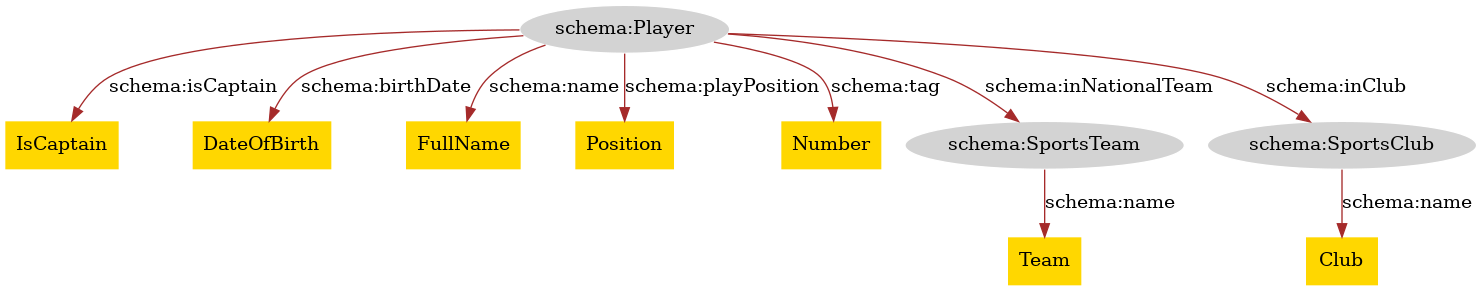 schema:Player
schema:isCaptain
schema:birthDate
schema:name
schema:playPosition
schema:tag
schema:inNationalTeam
schema:inClub
IsCaptain
DateOfBirth
FullName
Position
Number
schema:SportsTeam
schema:SportsClub
schema:name
schema:name
Team
Club